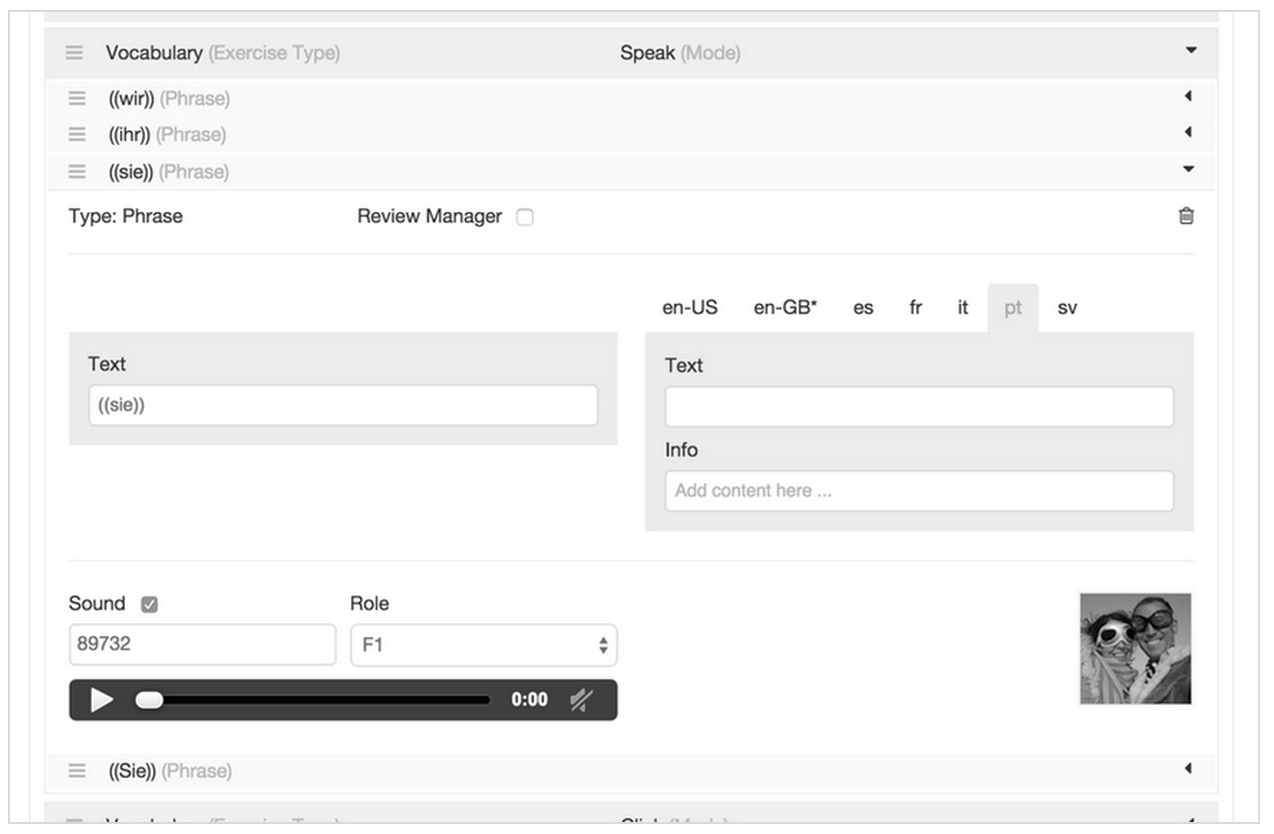 Vocabulary (Exercise Type) Speak (Mode)
((wir)) (Phrase)
((ihr)) (Phrase)
((sie)) (Phrase)
Type: Phrase Review Manager
en-US en-GB* es fr it pt sv
Text
((sie))
Text
Info
Add content here ...
Sound Role
89732 F1
0:00
((Sie)) (Phrase)